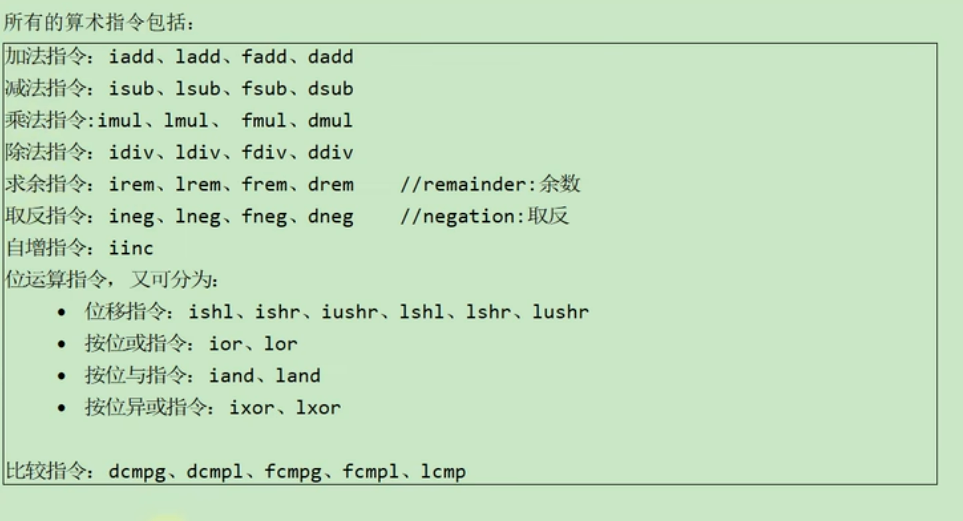 所有的算术指令包括：
加法指令：iadd、ladd、fadd、dadd
减法指令：isub、lsub、fsub、dsub
乘法指令:imul、lmul、 fmul、dmul
除法指令：idiv、ldiv、fdiv、ddiv
求余指令：irem、lrem、frem、drem    //remainder:余数
取反指令：ineg、lneg、fneg、dneg    //negation:取反
自增指令：iinc
位运算指令，又可分为：
• 位移指令：ishl、ishr、iushr、lshl、lshr、lushr
• 按位或指令：ior、lor
• 按位与指令：iand、land
• 按位异或指令：ixor、lxor
比较指令：dcmpg、dcmpl、fcmpg、fcmpl、lcmp